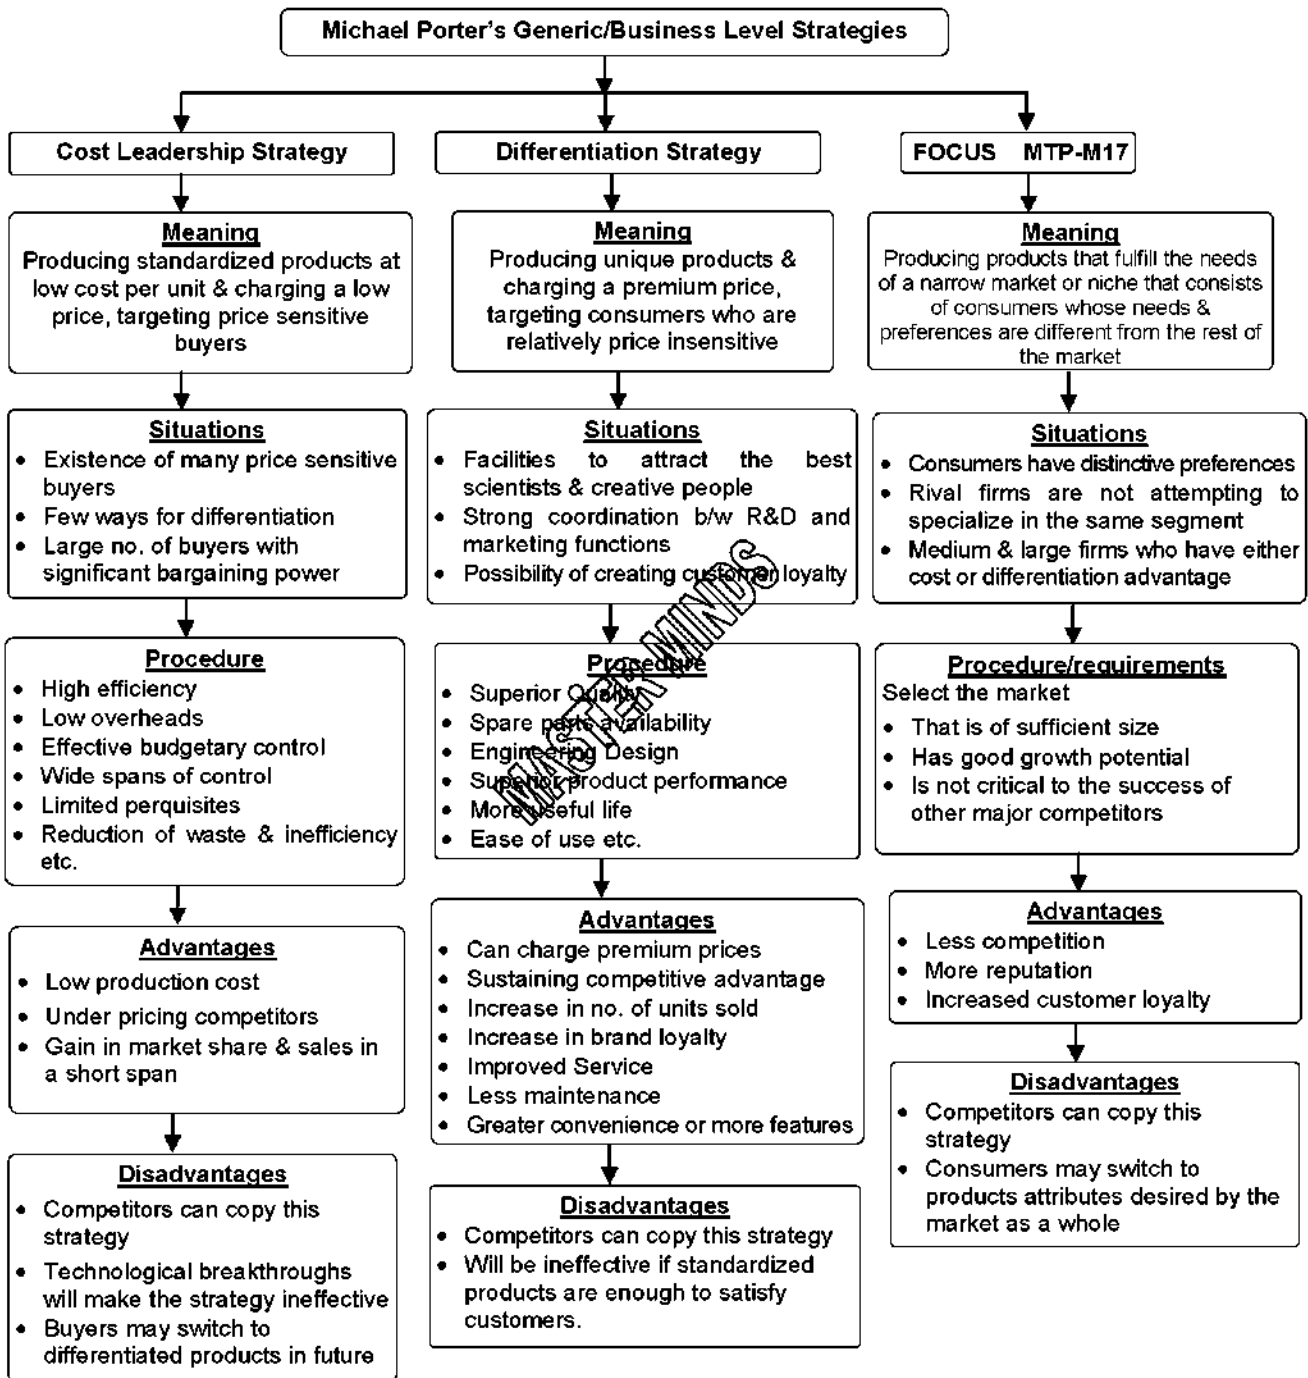 Michael Porter's Generic/Business Level Strategies
Cost Leadership Strategy
Meaning
Producing standardized products at
low cost per unit & charging a low
price, targeting price sensitive
buyers
Situations
• Existence of many price sensitive
buyers
• Few ways for differentiation
• Large no. of buyers with
significant bargaining power
Procedure
• High efficiency
• Low overheads
• Effective budgetary control
• Wide spans of control
• Limited perquisites
• Reduction of waste & inefficiency
etc.
Advantages
• Low production cost
• Under pricing competitors
• Gain in market share & sales in
a short span
Disadvantages
• Competitors can copy this
strategy
• Technological breakthroughs
will make the strategy ineffective
• Buyers may switch to
differentiated products in future
Differentiation Strategy
Meaning
Producing unique products &
charging a premium price,
targeting consumers who are
relatively price insensitive
Situations
• Facilities to attract the best
scientists & creative people
• Strong coordination b/w R&D and
marketing functions
• Possibility of creating customer loyalty
Procedure
• Superior Quality
• Spare parts availability
• Engineering Design
• Superior product performance
• More useful life
• Ease of use etc.
MASTER MINDS
Advantages
• Can charge premium prices
• Sustaining competitive advantage
• Increase in no. of units sold
• Increase in brand loyalty
• Improved Service
• Less maintenance
• Greater convenience or more features
Disadvantages
• Competitors can copy this strategy
• Will be ineffective if standardized
products are enough to satisfy
customers.
FOCUS MTP-M17
Meaning
Producing products that fulfill the needs
of a narrow market or niche that consists
of consumers whose needs &
preferences are different from the rest of
the market
Situations
• Consumers have distinctive preferences
• Rival firms are not attempting to
specialize in the same segment
• Medium & large firms who have either
cost or differentiation advantage
Procedure/requirements
Select the market
• That is of sufficient size
• Has good growth potential
• Is not critical to the success of
other major competitors
Advantages
• Less competition
• More reputation
• Increased customer loyalty
Disadvantages
• Competitors can copy this
strategy
• Consumers may switch to
products attributes desired by the
market as a whole